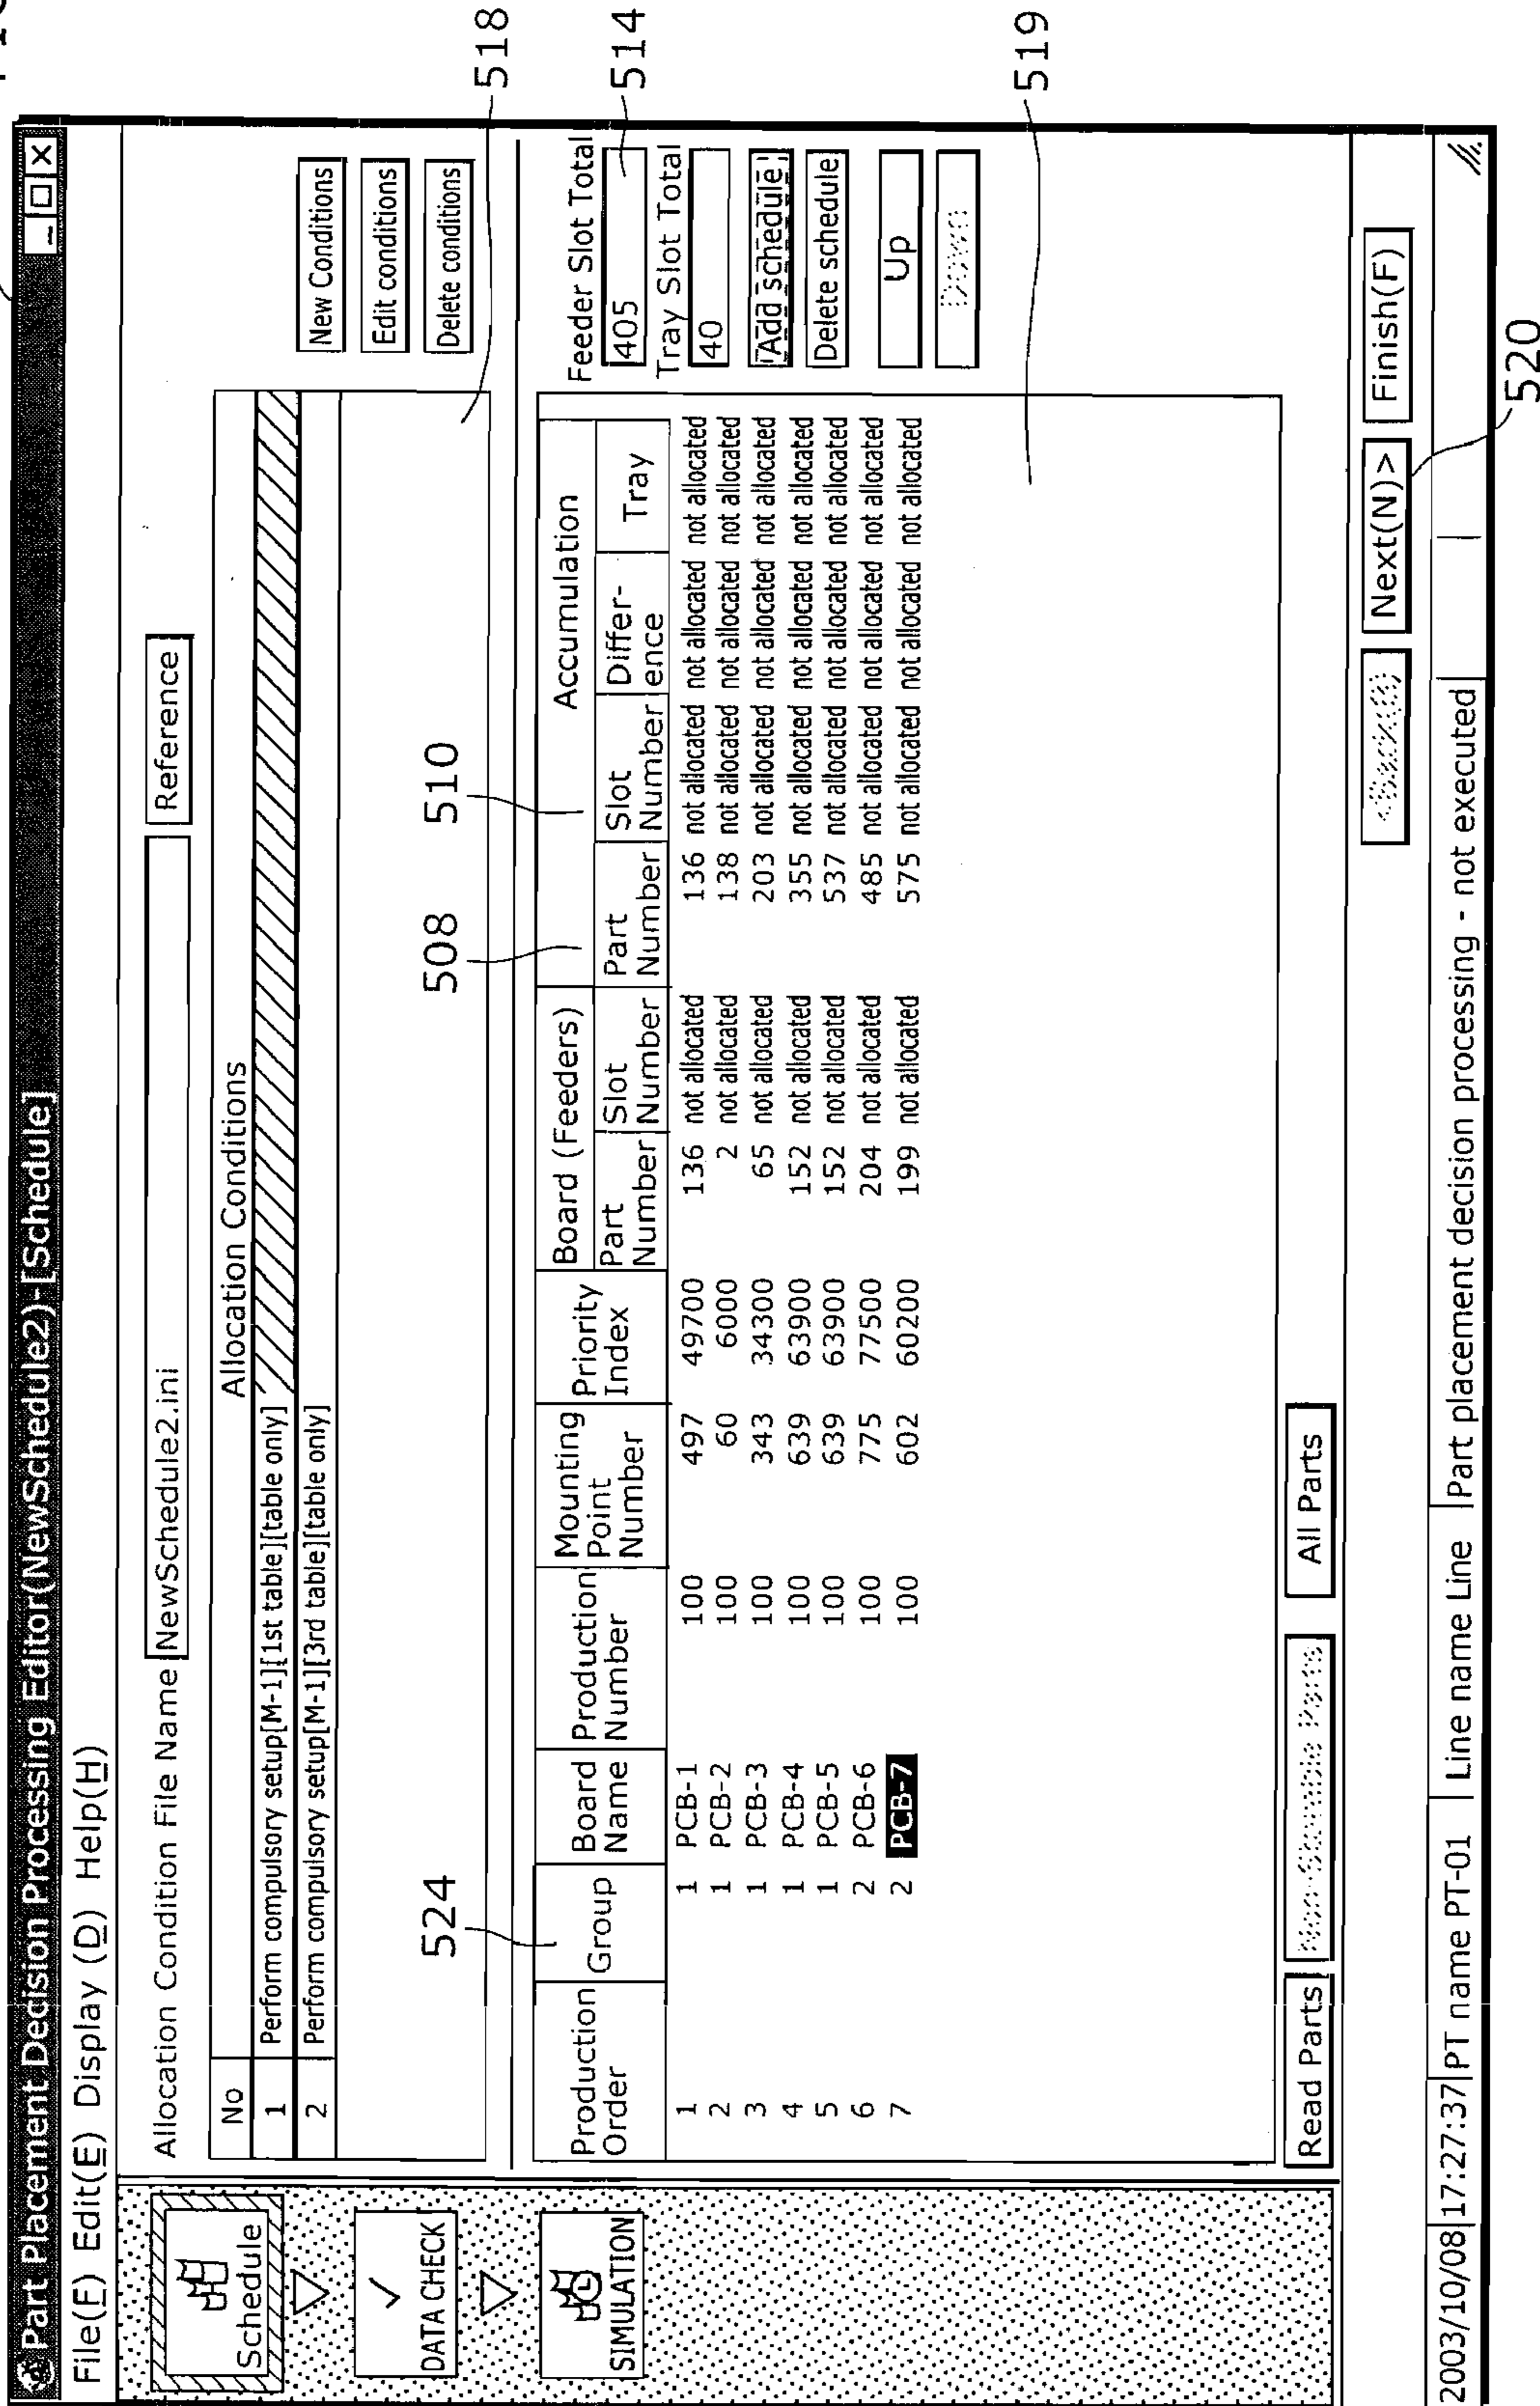 Part Placement Decision Processing Editor(NewSchedule2)-[Schedule]
File(F) Edit(E) Display (D) Help(H)
Schedule
DATA CHECK
SIMULATION
Allocation Condition File Name NewSchedule2.ini Reference
No Allocation Conditions
1 Perform compulsory setup[M-1][1st table][table only]
2 Perform compulsory setup[M-1][3rd table][table only]
New Conditions
Edit conditions
Delete conditions
518
524
508
510
Production Order Group Board Name Production Number Mounting Point Number Priority Index Board (Feeders) Part Number Slot Number Accumulation Part Number Slot Number Differ-ence Tray
1 1 PCB-1 100 497 49700 136 not allocated 136 not allocated not allocated not allocated
2 1 PCB-2 100 60 6000 2 not allocated 138 not allocated not allocated not allocated
3 1 PCB-3 100 343 34300 65 not allocated 203 not allocated not allocated not allocated
4 1 PCB-4 100 639 63900 152 not allocated 355 not allocated not allocated not allocated
5 1 PCB-5 100 639 63900 152 not allocated 537 not allocated not allocated not allocated
6 2 PCB-6 100 775 77500 204 not allocated 485 not allocated not allocated not allocated
7 2 PCB-7 100 602 60200 199 not allocated 575 not allocated not allocated not allocated
Feeder Slot Total
405
514
Tray Slot Total
40
Add schedule
Delete schedule
Up
Down
519
Read Parts All Parts
Next(N)> Finish(F)
520
2003/10/08 17:27:37 PT name PT-01 Line name Line Part placement decision processing - not executed